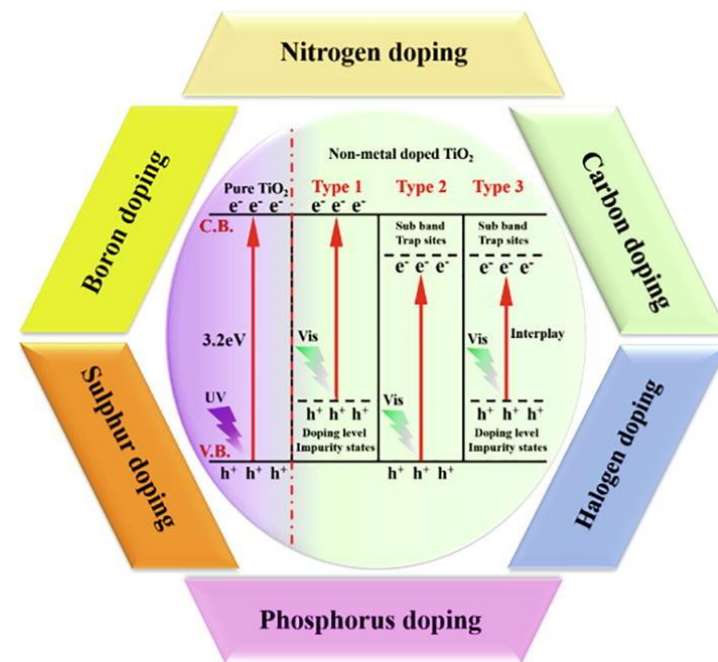 Nitrogen doping
Boron doping
Carbon doping
Non-metal doped TiO₂
Pure TiO₂
Type 1
Type 2
Type 3
e⁻ e⁻ e⁻
e⁻ e⁻ e⁻
C.B.
Sub band
Trap sites
Sub band
Trap sites
e⁻ e⁻ e⁻
e⁻ e⁻ e⁻
3.2eV
Vis
Vis
Interplay
UV
Vis
h⁺ h⁺ h⁺
h⁺ h⁺ h⁺
Doping level
Impurity states
Doping level
Impurity states
V.B.
h⁺ h⁺ h⁺
h⁺ h⁺ h⁺
Sulphur doping
Halogen doping
Phosphorus doping